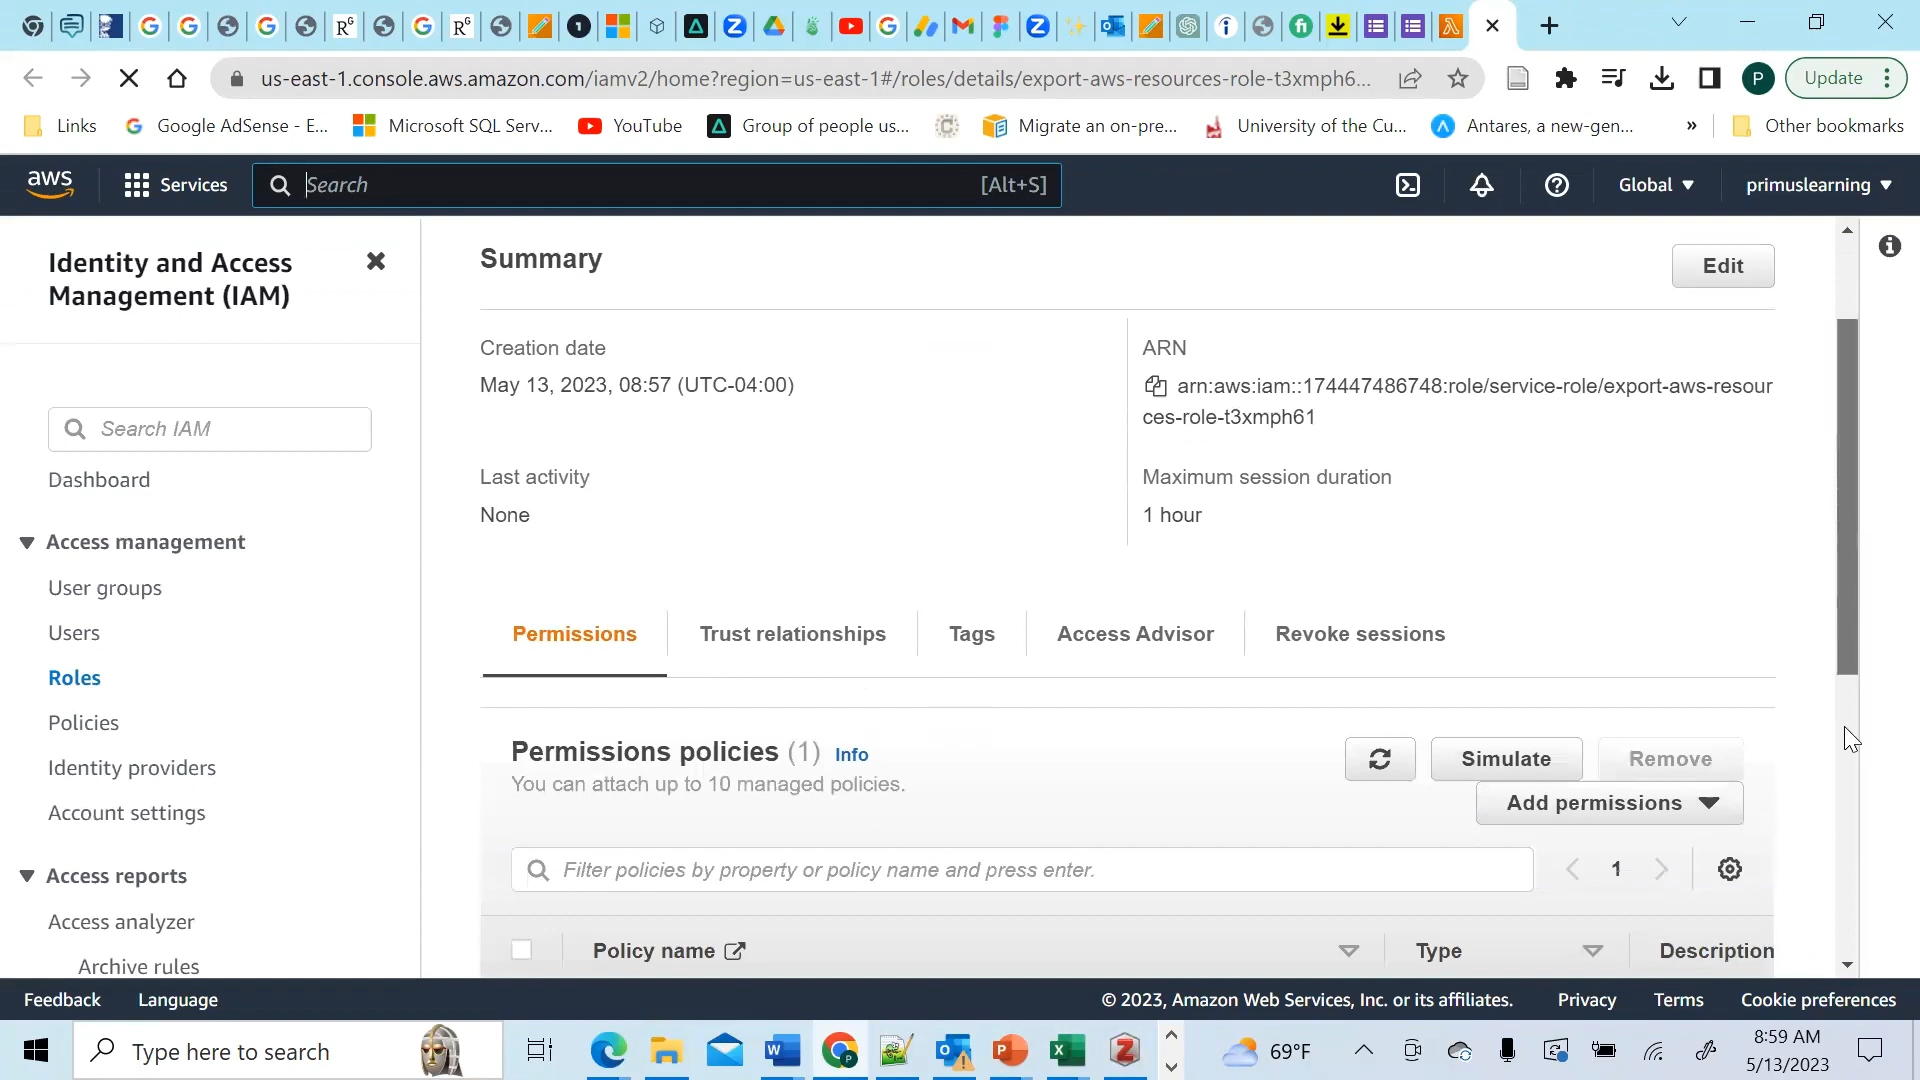 us-east-1.console.aws.amazon.com/iamv2/home?region=us-east-1#/roles/details/export-aws-resources-role-t3xmph6...
P
Update
Links
Google AdSense - E...
Microsoft SQL Serv...
YouTube
Group of people us...
Migrate an on-pre...
University of the Cu...
Antares, a new-gen...
»
Other bookmarks
aws
Services
Search
[Alt+S]
Global
primuslearning
Identity and Access
Management (IAM)
Search IAM
Dashboard
Access management
User groups
Users
Roles
Policies
Identity providers
Account settings
Access reports
Access analyzer
Archive rules
Summary
Edit
Creation date
May 13, 2023, 08:57 (UTC-04:00)
ARN
arn:aws:iam::174447486748:role/service-role/export-aws-resour
ces-role-t3xmph61
Last activity
None
Maximum session duration
1 hour
Permissions
Trust relationships
Tags
Access Advisor
Revoke sessions
Permissions policies (1) Info
You can attach up to 10 managed policies.
Simulate
Remove
Add permissions
Filter policies by property or policy name and press enter.
1
Policy name
Type
Description
Feedback
Language
© 2023, Amazon Web Services, Inc. or its affiliates.
Privacy
Terms
Cookie preferences
Type here to search
69°F
8:59 AM
5/13/2023